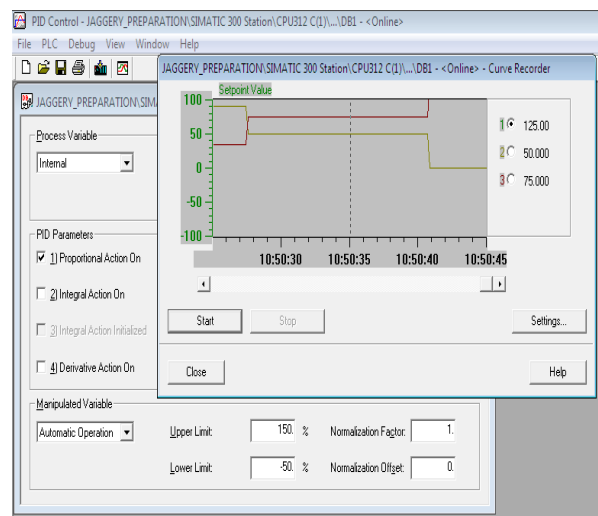 PID Control - JAGGERY_PREPARATION\SIMATIC 300 Station\CPU312 C(1)\...\DB1 - <Online>
File PLC Debug View Window Help
JAGGERY_PREPARATION\SIMATIC 300 Station\CPU312 C(1)\...\DB1 - <Online> - Curve Recorder
JAGGERY_PREPARATION\SIM
Setpoint Value
100
50
0
-50
-100
10:50:30 10:50:35 10:50:40 10:50:45
1 125.00
2 50.000
3 75.000
Start Stop Settings...
Close Help
Process Variable
Internal
PID Parameters
1) Proportional Action On
2) Integral Action On
3) Integral Action Initialized
4) Derivative Action On
Manipulated Variable
Automatic Operation Upper Limit: 150. % Normalization Factor: 1.
Lower Limit: -50. % Normalization Offset: 0.